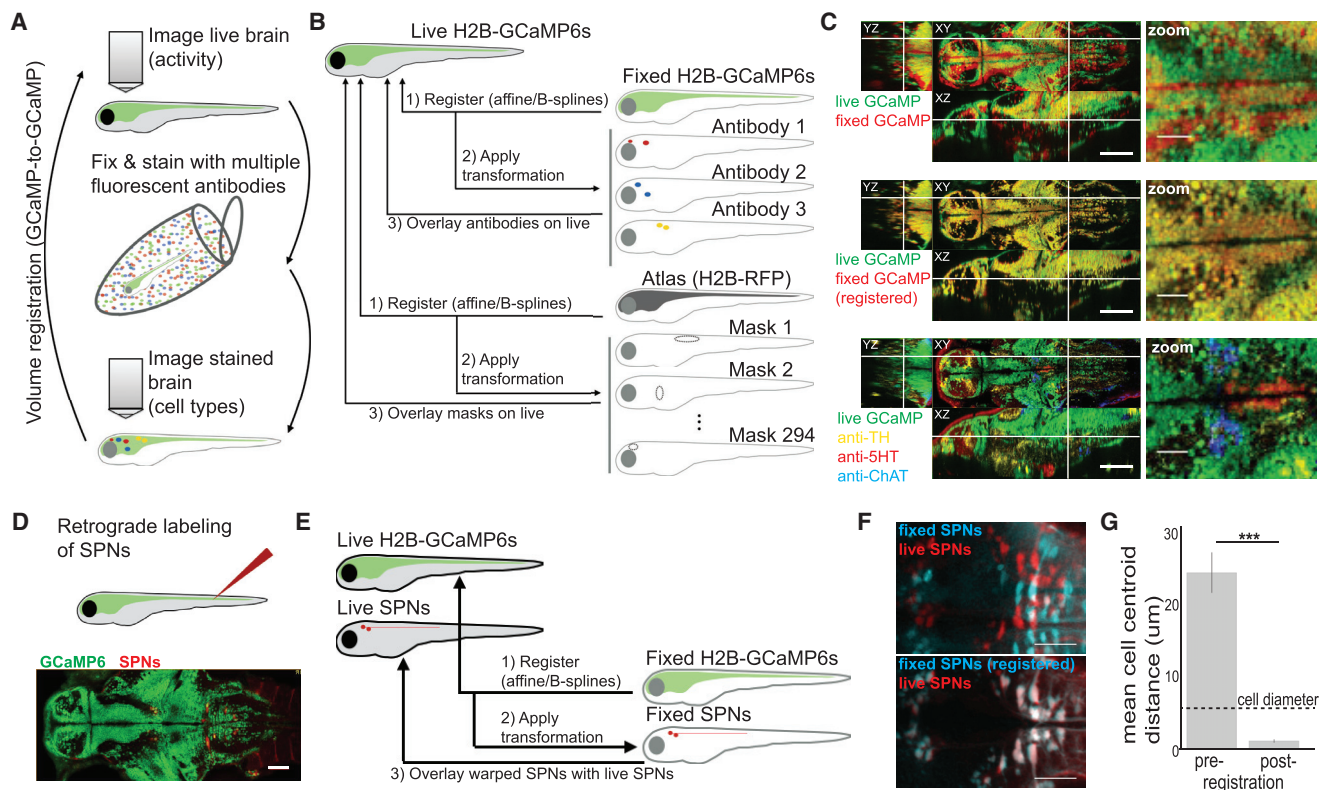 A
Image live brain
(activity)
Fix & stain with multiple
fluorescent antibodies
Image stained
brain
(cell types)
Volume registration (GCaMP-to-GCaMP)
B
Live H2B-GCaMP6s
1) Register (affine/B-splines)
Fixed H2B-GCaMP6s
Antibody 1
2) Apply
transformation
Antibody 2
3) Overlay antibodies on live
Antibody 3
Atlas (H2B-RFP)
1) Register (affine/B-splines)
Mask 1
2) Apply
transformation
Mask 2
3) Overlay masks on live
Mask 294
C
YZ
XY
zoom
XZ
live GCaMP
fixed GCaMP
YZ
XY
zoom
XZ
live GCaMP
fixed GCaMP
(registered)
YZ
XY
zoom
XZ
live GCaMP
anti-TH
anti-5HT
anti-ChAT
D
Retrograde labeling
of SPNs
GCaMP6 SPNs
E
Live H2B-GCaMP6s
Live SPNs
1) Register
(affine/B-splines)
Fixed H2B-GCaMP6s
2) Apply
transformation
Fixed SPNs
3) Overlay warped SPNs with live SPNs
F
fixed SPNs
live SPNs
fixed SPNs (registered)
live SPNs
G
mean cell centroid
distance (um)
30
20
10
0
***
cell diameter
pre- post-
registration